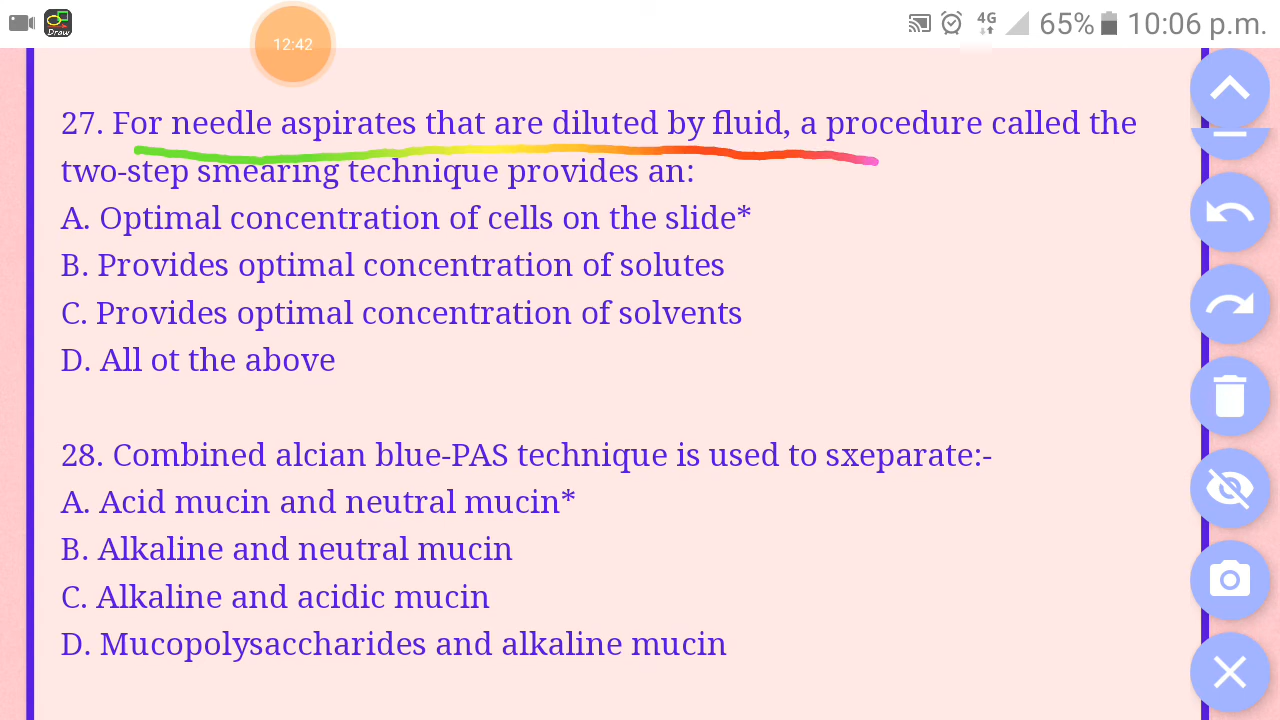 Draw
12:42
4G
65%
10:06 p.m.
27. For needle aspirates that are diluted by fluid, a procedure called the
two-step smearing technique provides an:
A. Optimal concentration of cells on the slide*
B. Provides optimal concentration of solutes
C. Provides optimal concentration of solvents
D. All ot the above
28. Combined alcian blue-PAS technique is used to sxeparate:-
A. Acid mucin and neutral mucin*
B. Alkaline and neutral mucin
C. Alkaline and acidic mucin
D. Mucopolysaccharides and alkaline mucin